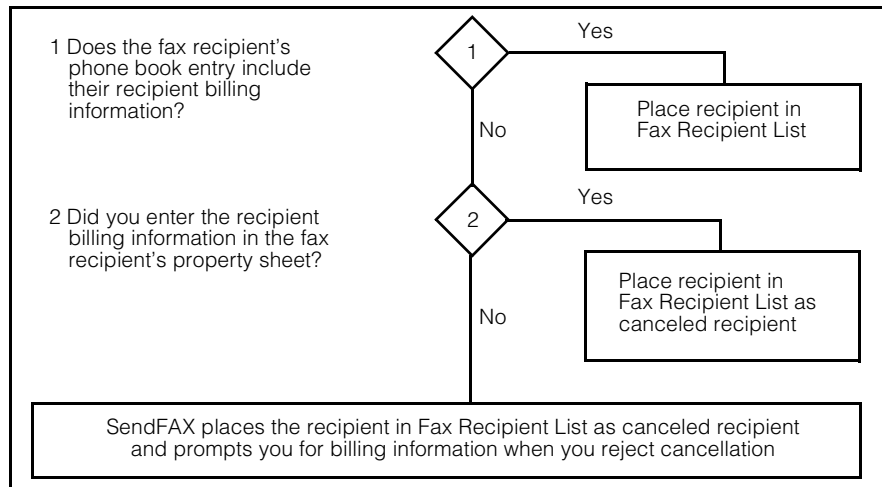 1 Does the fax recipient's
phone book entry include
their recipient billing
information?
1
Yes
Place recipient in
Fax Recipient List
No
2 Did you enter the recipient
billing information in the fax
recipient's property sheet?
2
Yes
Place recipient in
Fax Recipient List as
canceled recipient
No
SendFAX places the recipient in Fax Recipient List as canceled recipient
and prompts you for billing information when you reject cancellation